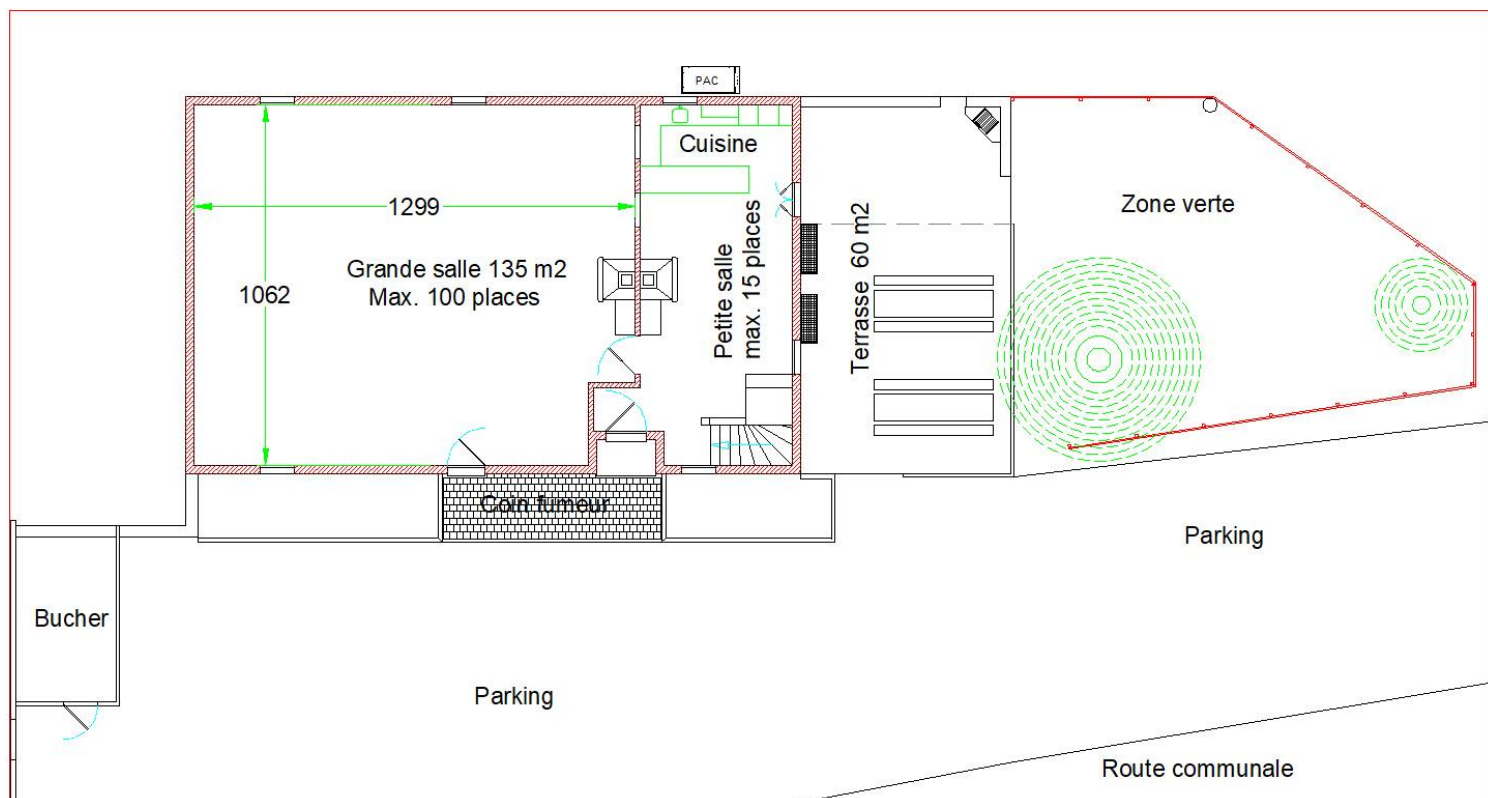 PAC
Cuisine
1299
Grande salle 135 m2
Max. 100 places
1062
Petite salle
max. 15 places
Terrasse 60 m2
Zone verte
Coin fumeur
Parking
Bucher
Parking
Route communale